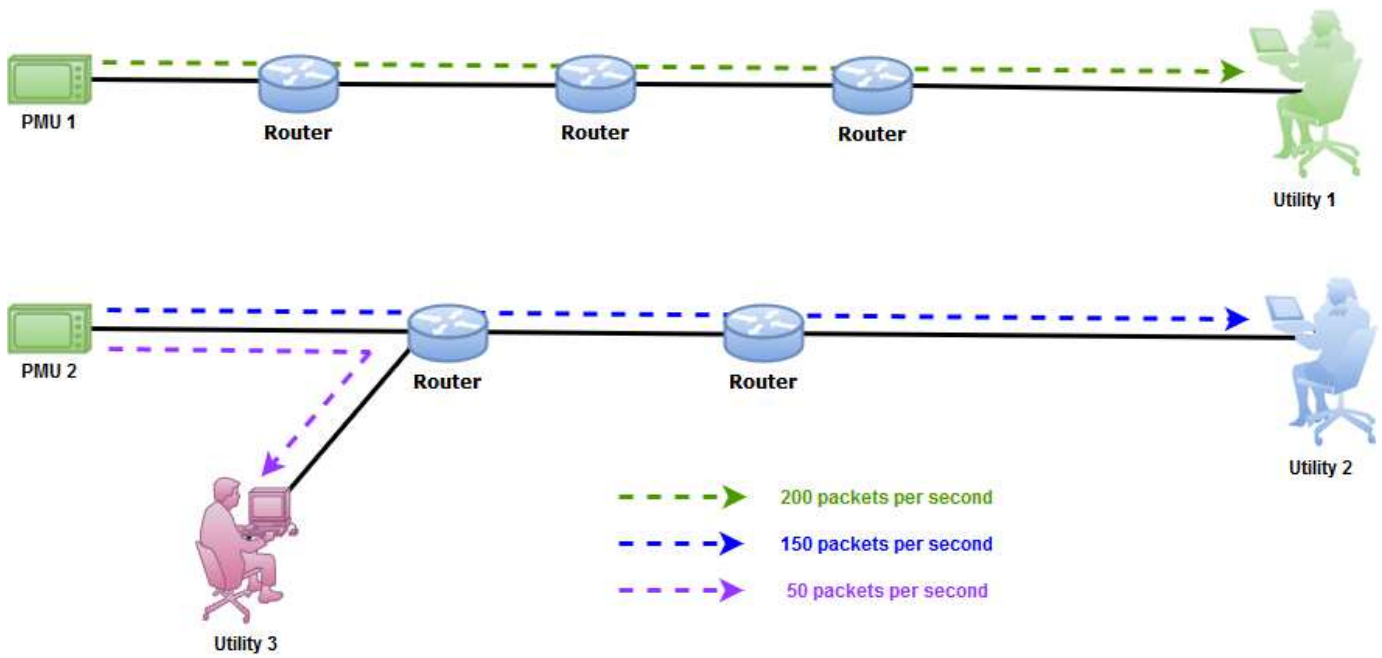 PMU 1
Router
Router
Router
Utility 1
PMU 2
Router
Router
Utility 2
200 packets per second
150 packets per second
50 packets per second
Utility 3